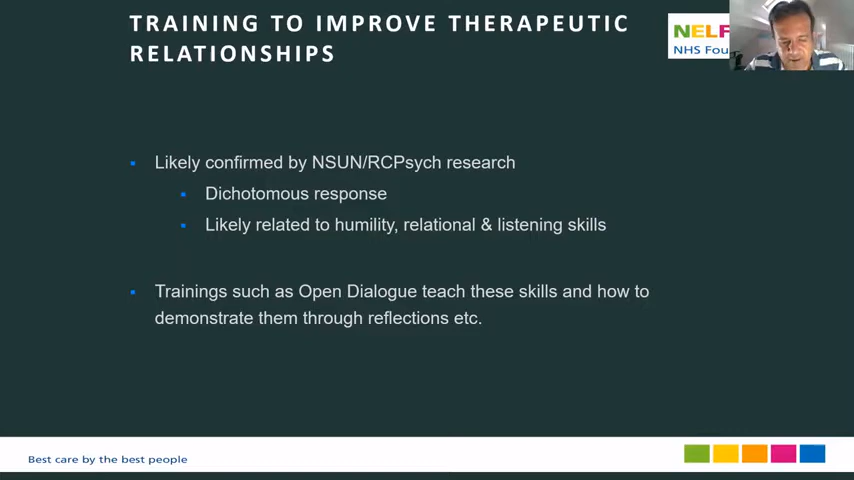 TRAINING TO IMPROVE THERAPEUTIC
RELATIONSHIPS
NELF
NHS Fou
▪ Likely confirmed by NSUN/RCPsych research
▪ Dichotomous response
▪ Likely related to humility, relational & listening skills
▪ Trainings such as Open Dialogue teach these skills and how to
demonstrate them through reflections etc.
Best care by the best people